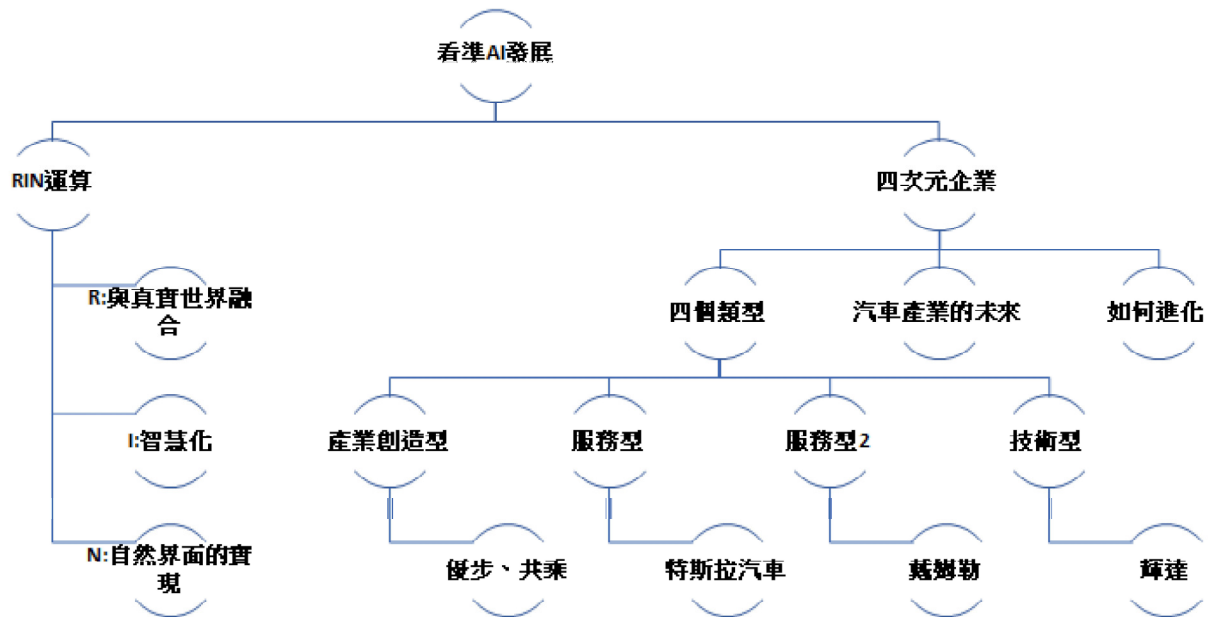 看準AI發展
RIN運算
四次元企業
R:與真實世界融
合
四個類型
汽車產業的未來
如何進化
I:智慧化
產業創造型
服務型
服務型2
技術型
N:自然界面的實
現
優步、共乘
特斯拉汽車
戴姆勒
輝達